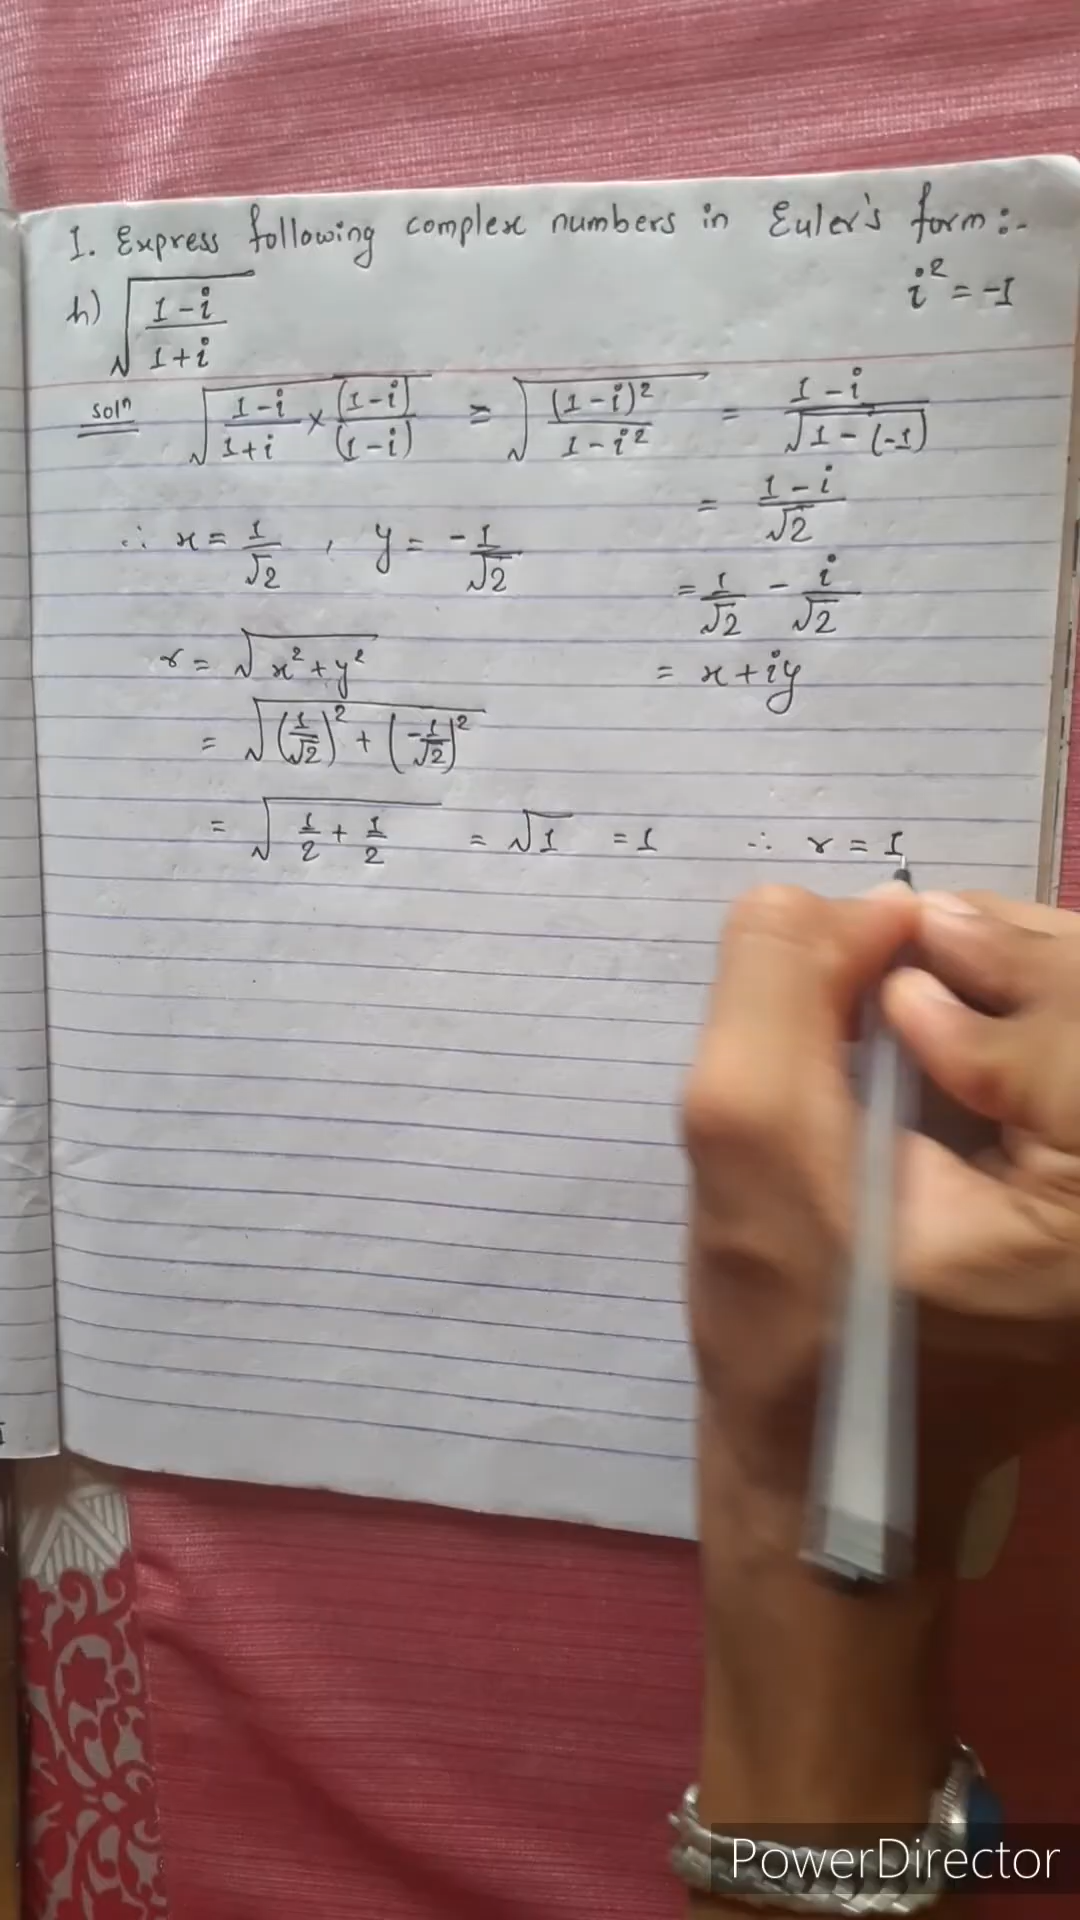 1. Express following complex numbers in Euler's form:-
h) √((1-i)/(1+i))
i² = -1
Solⁿ √((1-i)/(1+i) × (1-i)/(1-i)) = √((1-i)²/(1-i²)) = (1-i)/√(1-(-1))
= (1-i)/√2
∴ x = 1/√2 , y = -1/√2
= 1/√2 - i/√2
= x+iy
r = √(x²+y²)
= √((1/√2)² + (-1/√2)²)
= √(1/2 + 1/2) = √1 = 1 ∴ r = 1
PowerDirector